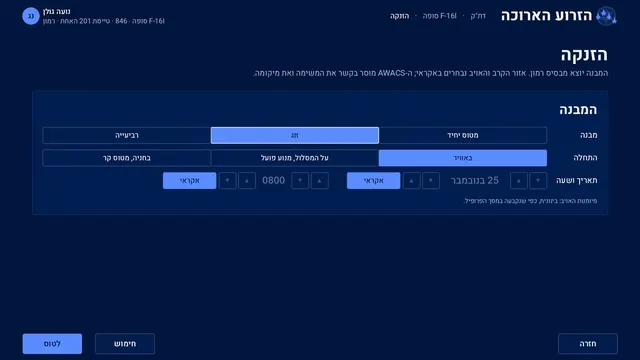 הזרוע הארוכה
דת"ק · F-16I סופה · הזנקה
נועה גולן
F-16I סופה · 846 · טייסת 201 האחת · רמון
נג
הזנקה
המבנה יוצא מבסיס רמון. אזור הקרב והאויב נבחרים באקראי; ה-AWACS מוסר בקשר את המשימה ואת מיקומה.
המבנה
מבנה מטוס יחיד זוג רביעייה
התחלה באוויר על המסלול, מנוע פועל בחניה, מטוס קר
תאריך ושעה 25 בנובמבר אקראי 0800 אקראי
מיומנות האויב: בינונית, כפי שנקבעה במסך הפרופיל.
חזרה
חימוש
לטוס